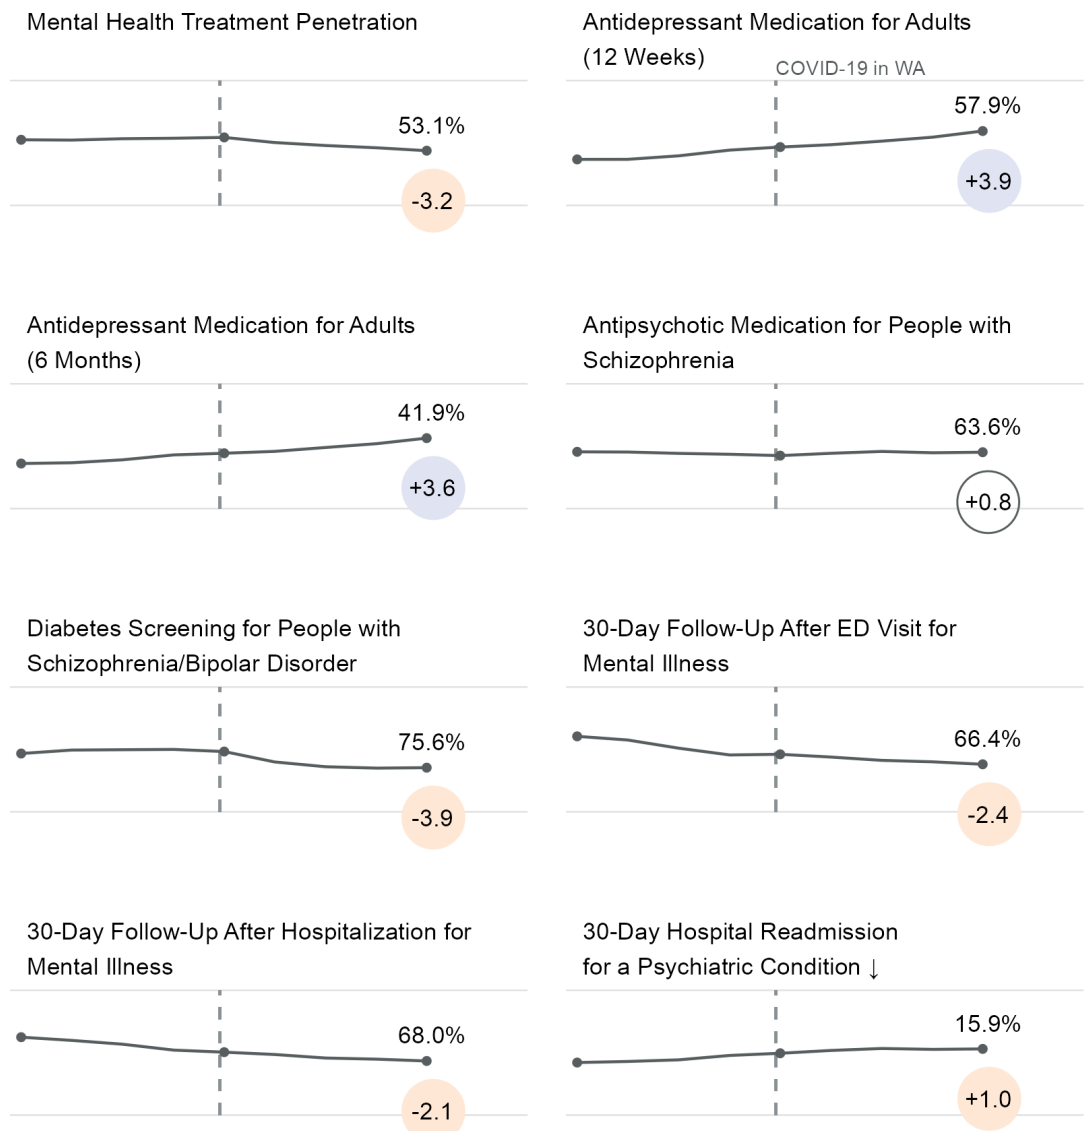 Mental Health Treatment Penetration
53.1%
-3.2
Antidepressant Medication for Adults
(12 Weeks)
COVID-19 in WA
57.9%
+3.9
Antidepressant Medication for Adults
(6 Months)
41.9%
+3.6
Antipsychotic Medication for People with
Schizophrenia
63.6%
+0.8
Diabetes Screening for People with
Schizophrenia/Bipolar Disorder
75.6%
-3.9
30-Day Follow-Up After ED Visit for
Mental Illness
66.4%
-2.4
30-Day Follow-Up After Hospitalization for
Mental Illness
68.0%
-2.1
30-Day Hospital Readmission
for a Psychiatric Condition ↓
15.9%
+1.0